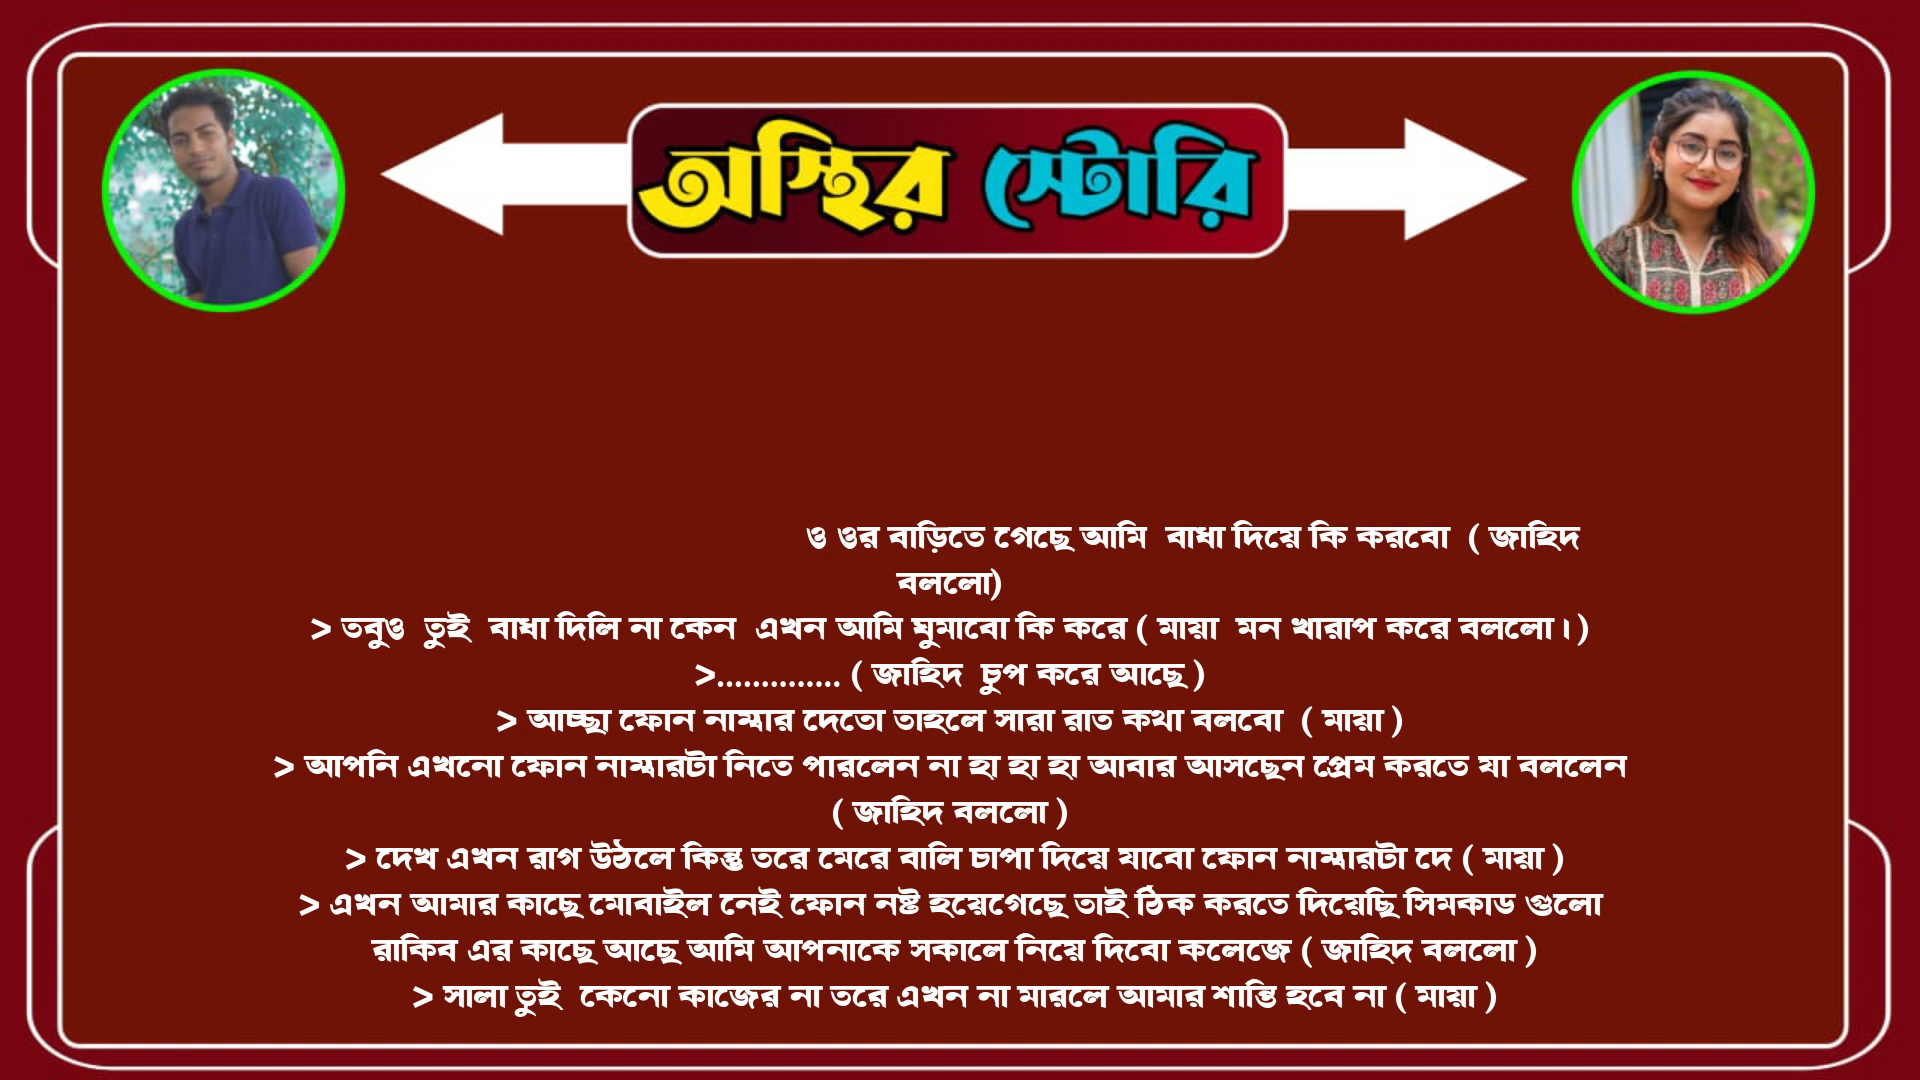 অস্থির স্টোরি
ও ওর বাড়িতে গেছে আমি বাধা দিয়ে কি করবো ( জাহিদ
বললো)
> তবুও তুই বাধা দিলি না কেন এখন আমি ঘুমাবো কি করে ( মায়া মন খারাপ করে বললো। )
>.............. ( জাহিদ চুপ করে আছে )
> আচ্ছা ফোন নাম্বার দেতো তাহলে সারা রাত কথা বলবো ( মায়া )
> আপনি এখনো ফোন নাম্বারটা নিতে পারলেন না হা হা হা আবার আসছেন প্রেম করতে যা বললেন
( জাহিদ বললো )
> দেখ এখন রাগ উঠলে কিন্তু তরে মেরে বালি চাপা দিয়ে যাবো ফোন নাম্বারটা দে ( মায়া )
> এখন আমার কাছে মোবাইল নেই ফোন নষ্ট হয়েগেছে তাই ঠিক করতে দিয়েছি সিমকাড গুলো
রাকিব এর কাছে আছে আমি আপনাকে সকালে নিয়ে দিবো কলেজে ( জাহিদ বললো )
> সালা তুই কেনো কাজের না তরে এখন না মারলে আমার শান্তি হবে না ( মায়া )